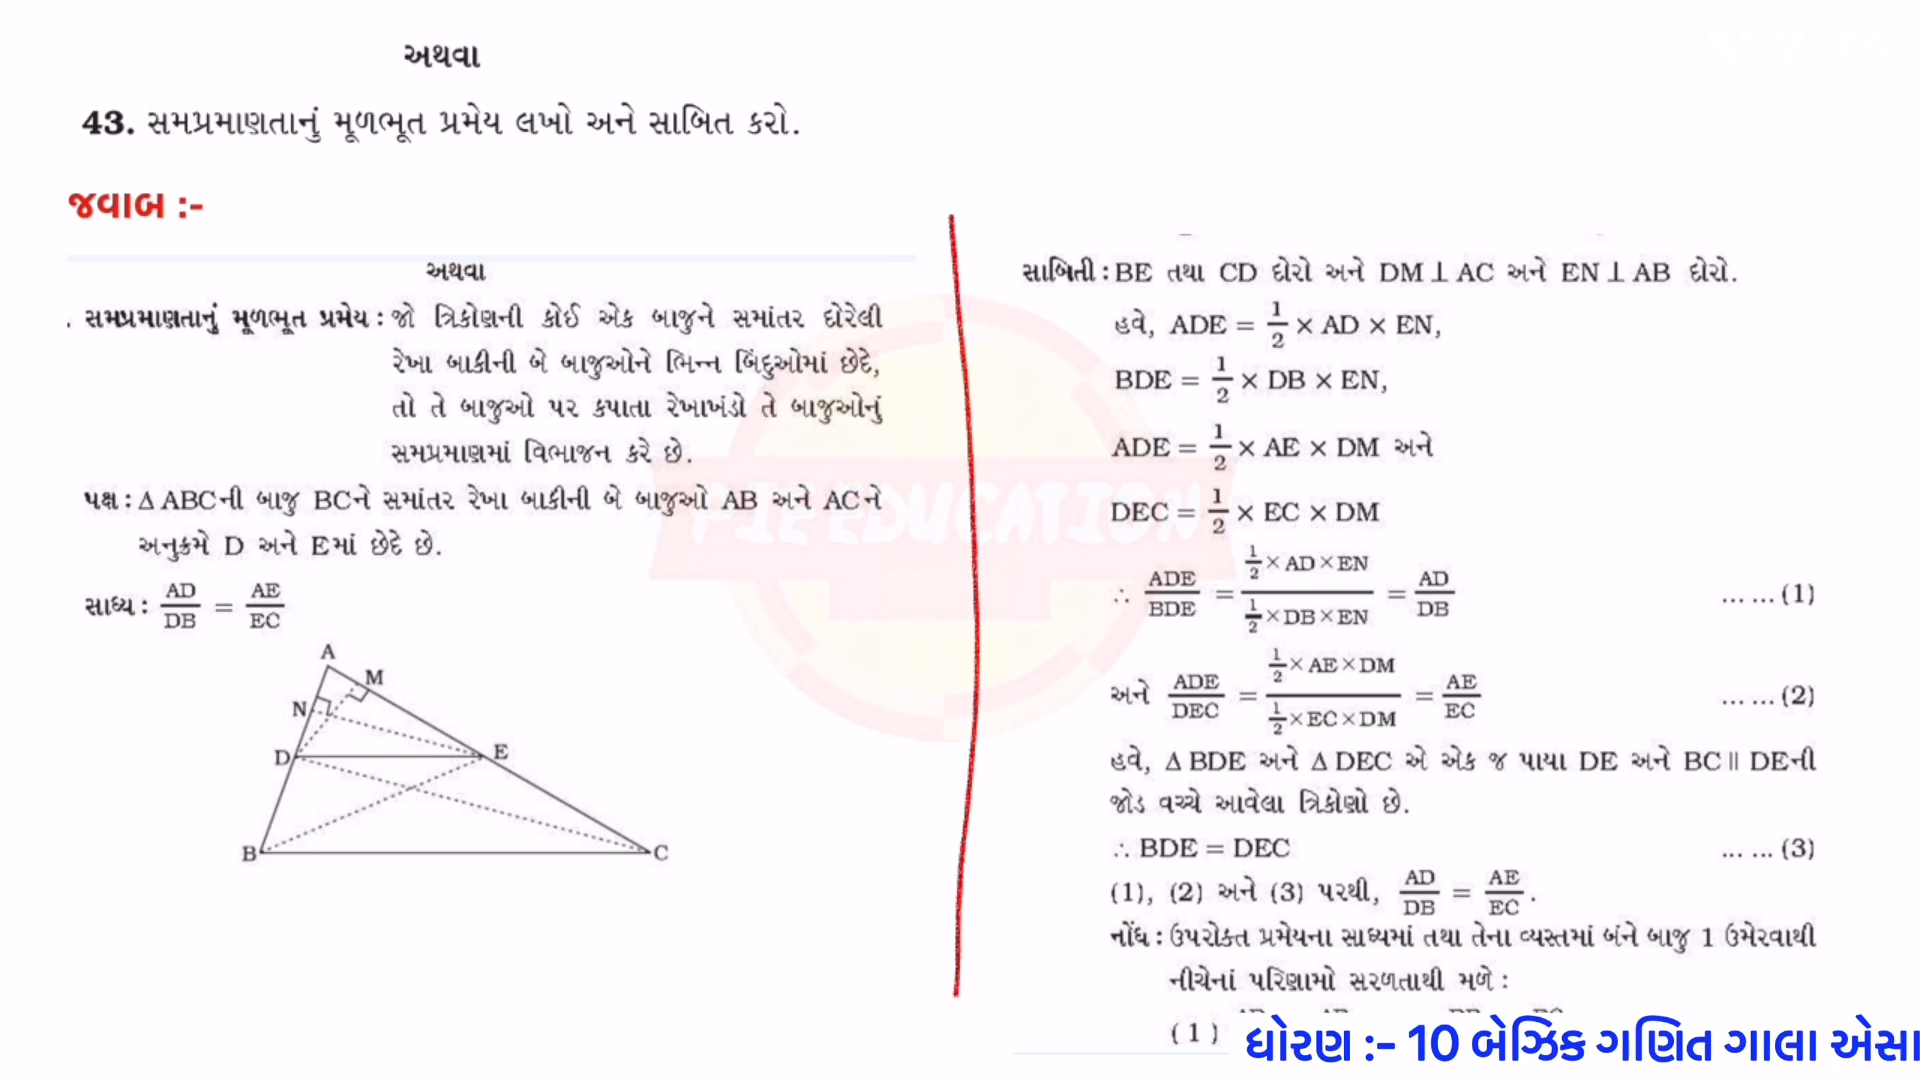 અથવા
43. સમપ્રમાણતાનું મૂળભૂત પ્રમેય લખો અને સાબિત કરો.
જવાબ :-
અથવા
. સમપ્રમાણતાનું મૂળભૂત પ્રમેય : જો ત્રિકોણની કોઈ એક બાજુને સમાંતર દોરેલી
રેખા બાકીની બે બાજુઓને ભિન્ન બિંદુઓમાં છેદે,
તો તે બાજુઓ પર કપાતા રેખાખંડો તે બાજુઓનું
સમપ્રમાણમાં વિભાજન કરે છે.
પક્ષ : Δ ABCની બાજુ BCને સમાંતર રેખા બાકીની બે બાજુઓ AB અને ACને
અનુક્રમે D અને Eમાં છેદે છે.
સાધ્ય : AD/DB = AE/EC
A
M
N
D
E
B
C
સાબિતી : BE તથા CD દોરો અને DM ⊥ AC અને EN ⊥ AB દોરો.
હવે, ADE = 1/2 × AD × EN,
BDE = 1/2 × DB × EN,
ADE = 1/2 × AE × DM અને
DEC = 1/2 × EC × DM
∴ ADE/BDE = (1/2 × AD × EN)/(1/2 × DB × EN) = AD/DB ... ... (1)
અને ADE/DEC = (1/2 × AE × DM)/(1/2 × EC × DM) = AE/EC ... ... (2)
હવે, Δ BDE અને Δ DEC એ એક જ પાયા DE અને BC || DEની
જોડ વચ્ચે આવેલા ત્રિકોણો છે.
∴ BDE = DEC ... ... (3)
(1), (2) અને (3) પરથી, AD/DB = AE/EC.
નોંધ : ઉપરોક્ત પ્રમેયના સાધ્યમાં તથા તેના વ્યસ્તમાં બંને બાજુ 1 ઉમેરવાથી
નીચેનાં પરિણામો સરળતાથી મળે :
(1)
ધોરણ :- 10 બેઝિક ગણિત ગાલા એસા
PIE EDUCATION